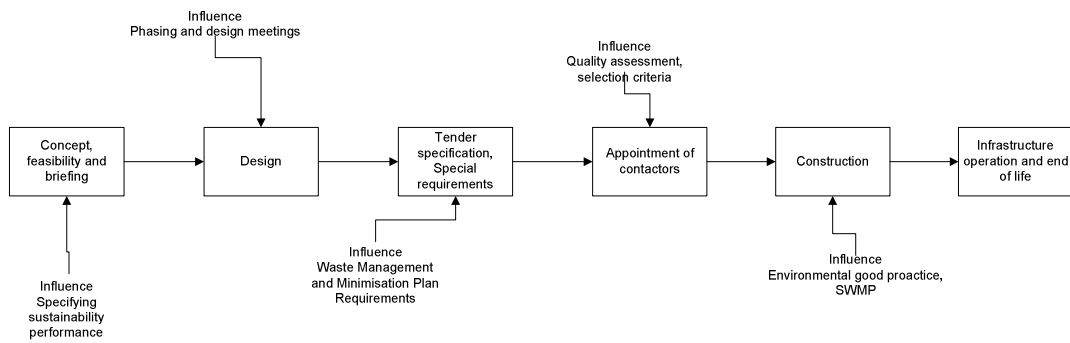 Influence
Phasing and design meetings
Influence
Quality assessment,
selection criteria
Concept,
feasibility and
briefing
Design
Tender
specification,
Special
requirements
Appointment of
contactors
Construction
Infrastructure
operation and end
of life
Influence
Specifying
sustainability
performance
Influence
Waste Management
and Minimisation Plan
Requirements
Influence
Environmental good proactice,
SWMP